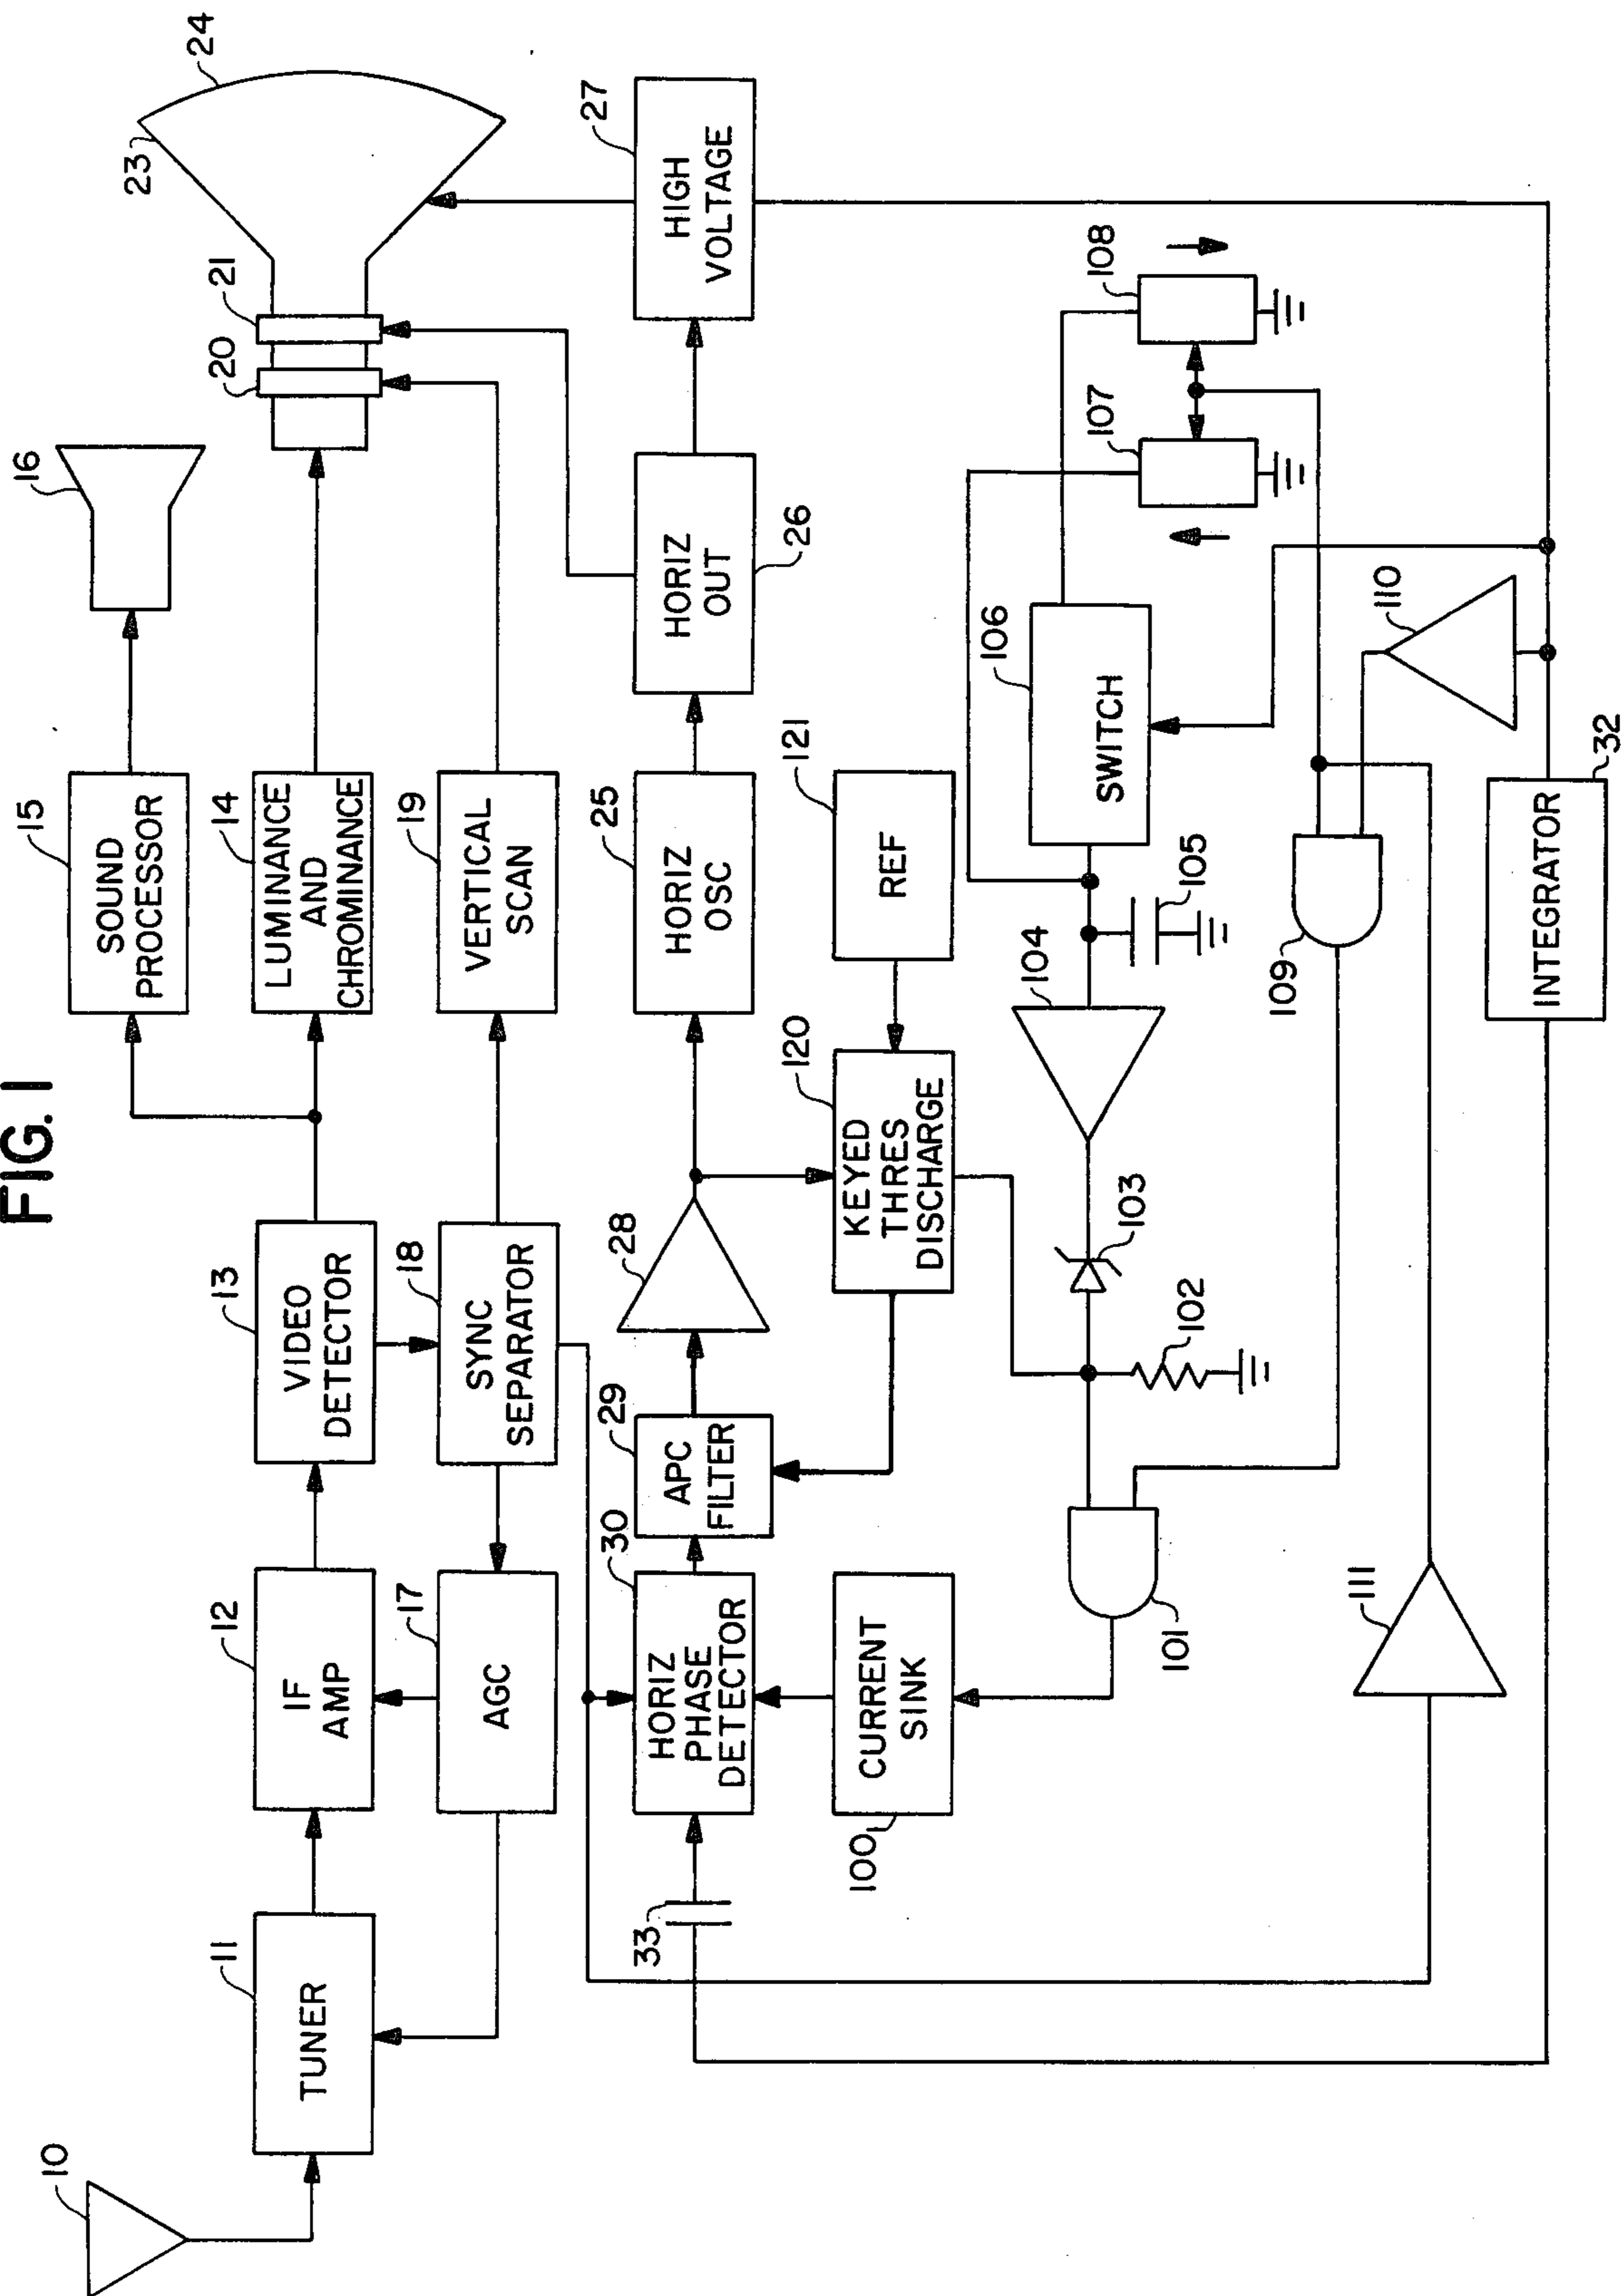 FIG. 1
10
11
TUNER
12
IF
AMP
13
VIDEO
DETECTOR
15
SOUND
PROCESSOR
16
14
LUMINANCE
AND
CHROMINANCE
17
AGC
18
SYNC
SEPARATOR
19
VERTICAL
SCAN
20
21
23
24
33
30
HORIZ
PHASE
DETECTOR
29
APC
FILTER
28
25
HORIZ
OSC
HORIZ
OUT
26
27
HIGH
VOLTAGE
100
CURRENT
SINK
120
KEYED
THRES
DISCHARGE
121
REF
101
102
103
104
105
106
SWITCH
107
108
109
110
111
INTEGRATOR
32